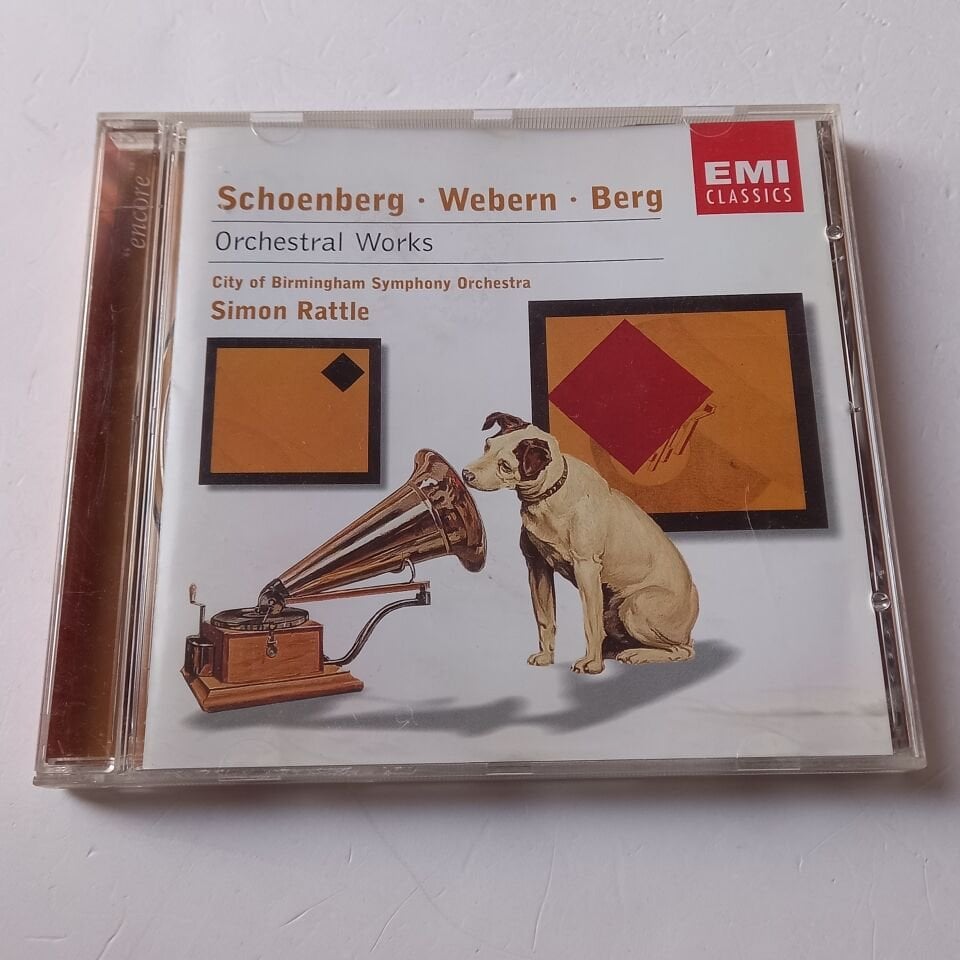 "encore"
Schoenberg · Webern · Berg
EMI
CLASSICS
Orchestral Works
City of Birmingham Symphony Orchestra
Simon Rattle